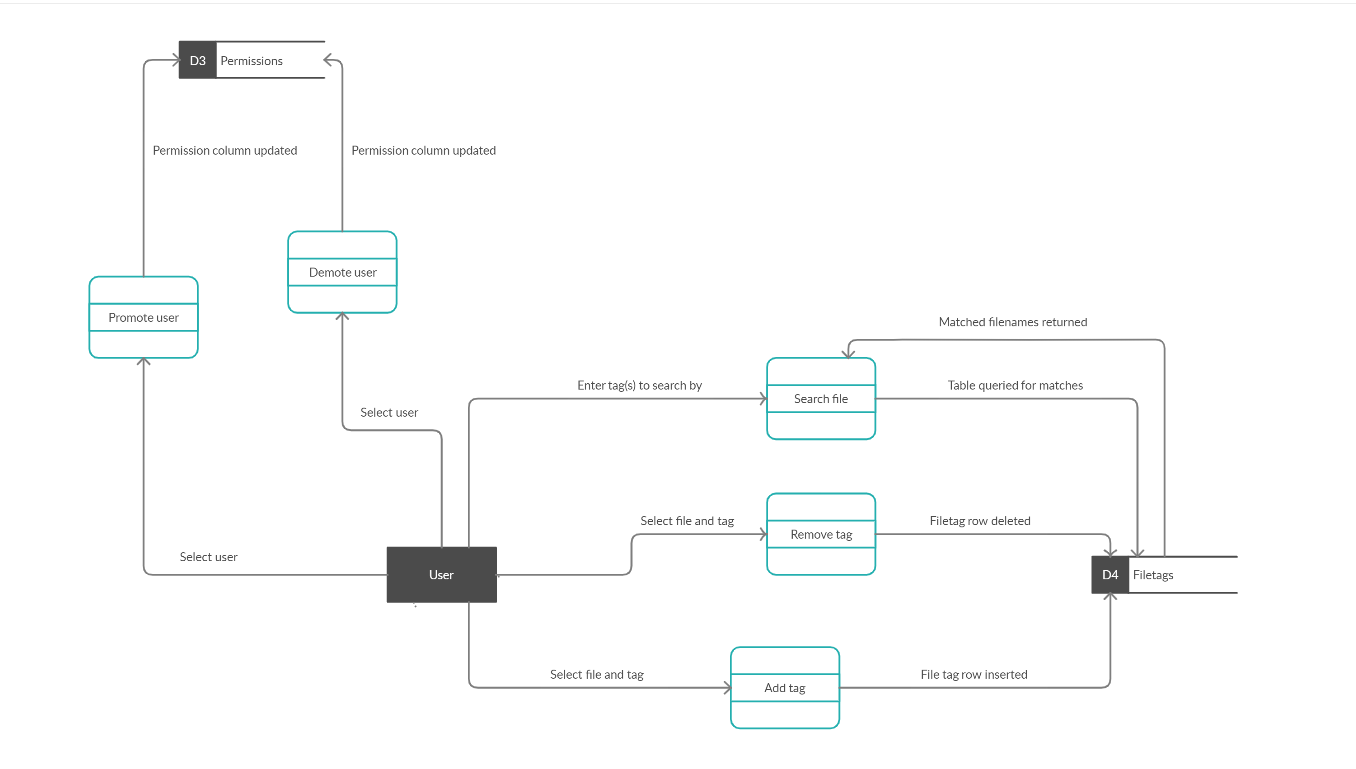 D3 Permissions
Permission column updated
Permission column updated
Demote user
Promote user
Matched filenames returned
Enter tag(s) to search by
Table queried for matches
Search file
Select user
Select file and tag
Filetag row deleted
Remove tag
Select user
User
D4 Filetags
Select file and tag
File tag row inserted
Add tag